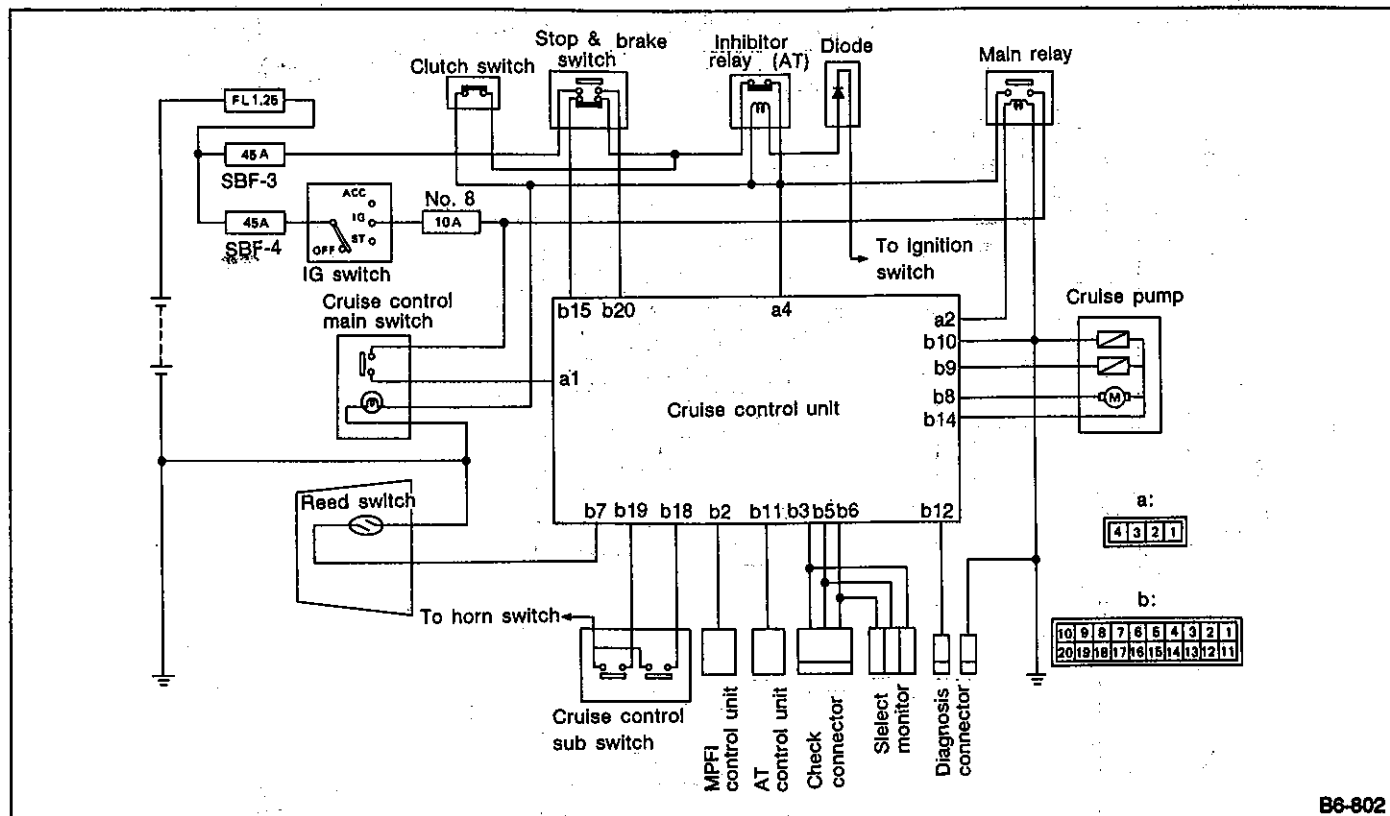 Stop & brake
switch
Inhibitor
relay (AT)
Diode
Clutch switch
Main relay
FL 1.25
45A
SBF-3
ACC
IG
ST
OFF
No. 8
10A
45A
SBF-4
IG switch
To ignition
switch
Cruise control
main switch
b15 b20 a4
a2
b10
b9
b8
b14
Cruise pump
M
a1
Cruise control unit
Reed switch
b7 b19 b18 b2 b11 b3 b5 b6 b12
a:
4 3 2 1
b:
10 9 8 7 6 5 4 3 2 1
20 19 18 17 16 15 14 13 12 11
To horn switch
Cruise control
sub switch
MPFI
control unit
AT
control unit
Check
connector
Slelect
monitor
Diagnosis
connector
B6-802